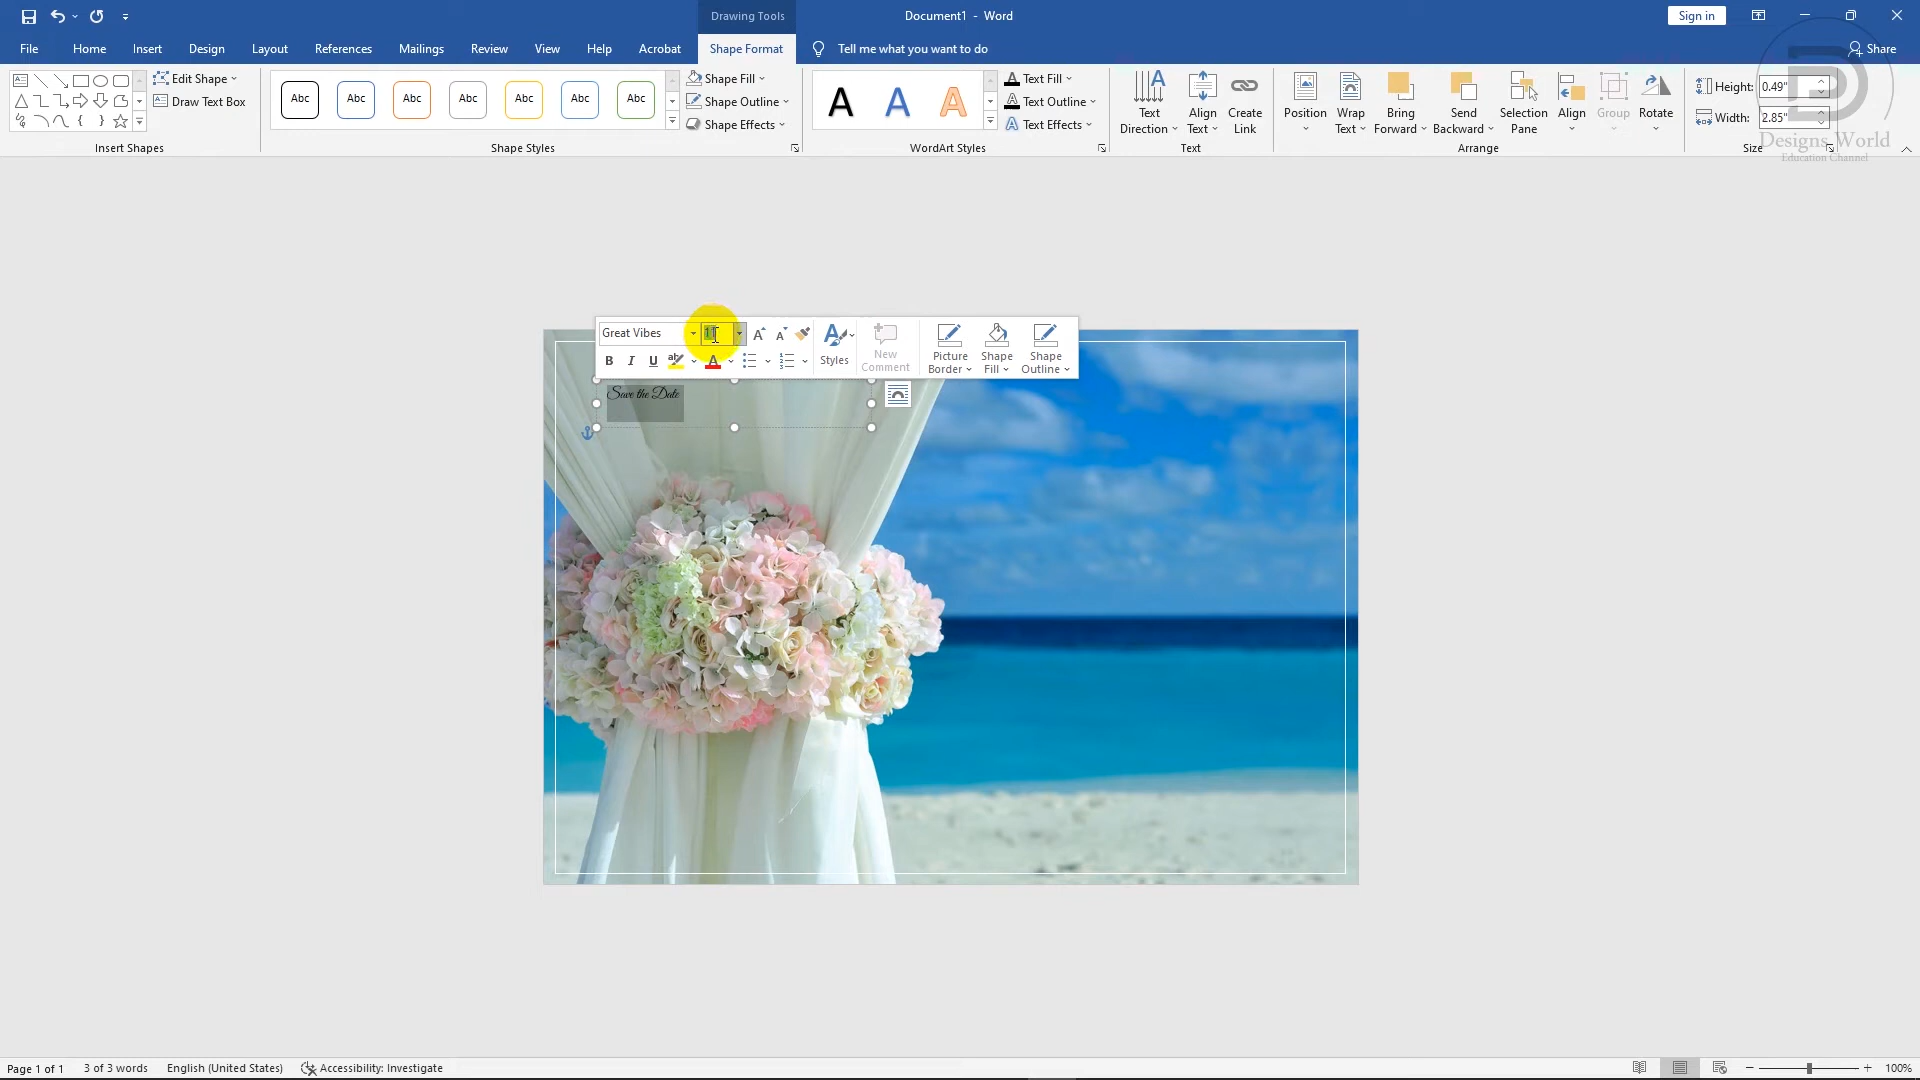 Drawing Tools
Document1 - Word
Sign in
File Home Insert Design Layout References Mailings Review View Help Acrobat Shape Format Tell me what you want to do Share
Edit Shape
Draw Text Box
Insert Shapes
Abc Abc Abc Abc Abc Abc Abc
Shape Fill
Shape Outline
Shape Effects
Shape Styles
A A A
Text Fill
Text Outline
Text Effects
WordArt Styles
Text Direction
Align Text
Create Link
Text
Position
Wrap Text
Bring Forward
Send Backward
Selection Pane
Align
Group
Rotate
Arrange
Height: 0.49"
Width: 2.85"
Size
Designs World
Education Channel
Great Vibes 11
B I U
Styles
New Comment
Picture Border
Shape Fill
Shape Outline
Save the Date
Page 1 of 1 3 of 3 words English (United States) Accessibility: Investigate 100%